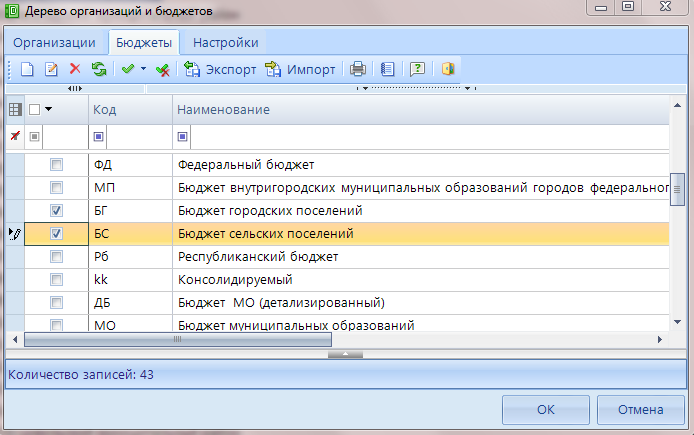 Дерево организаций и бюджетов
Организации Бюджеты Настройки
Экспорт Импорт
Код Наименование
ФД Федеральный бюджет
МП Бюджет внутригородских муниципальных образований городов федеральног
БГ Бюджет городских поселений
БС Бюджет сельских поселений
Рб Республиканский бюджет
kk Консолидируемый
ДБ Бюджет МО (детализированный)
МО Бюджет муниципальных образований
Количество записей: 43
ОК Отмена